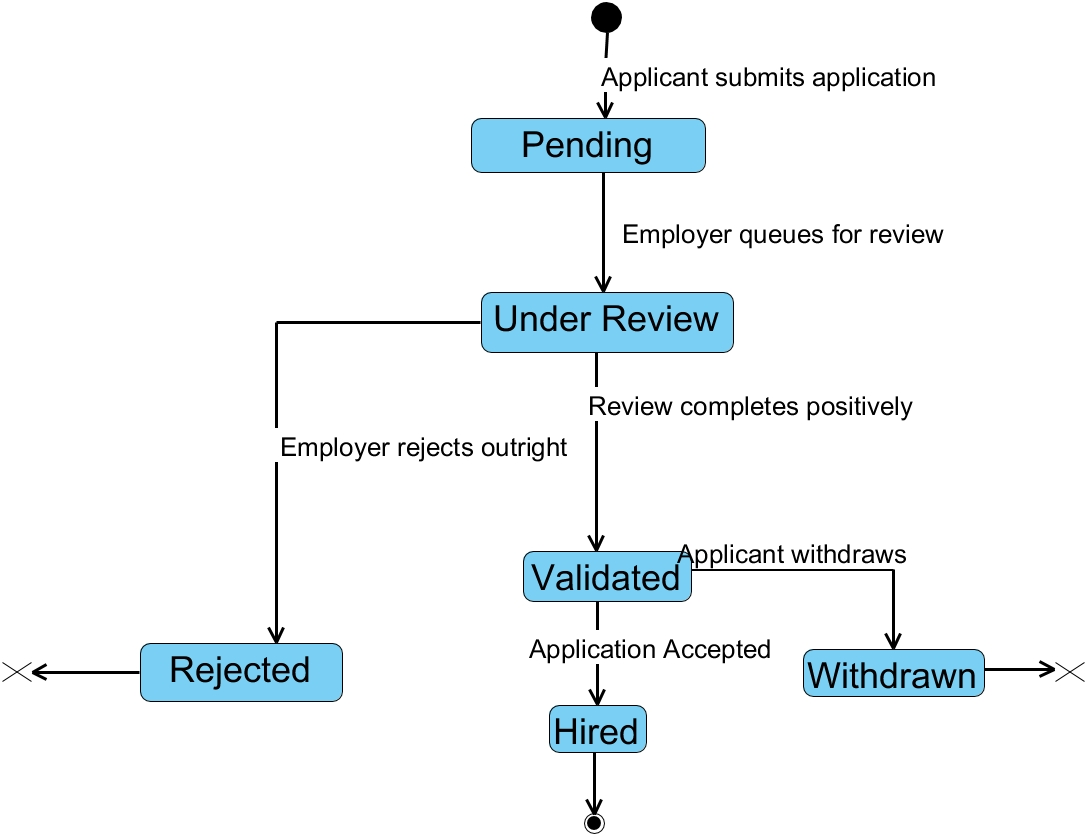 Applicant submits application
Pending
Employer queues for review
Under Review
Review completes positively
Employer rejects outright
Applicant withdraws
Validated
Application Accepted
Rejected
Withdrawn
Hired